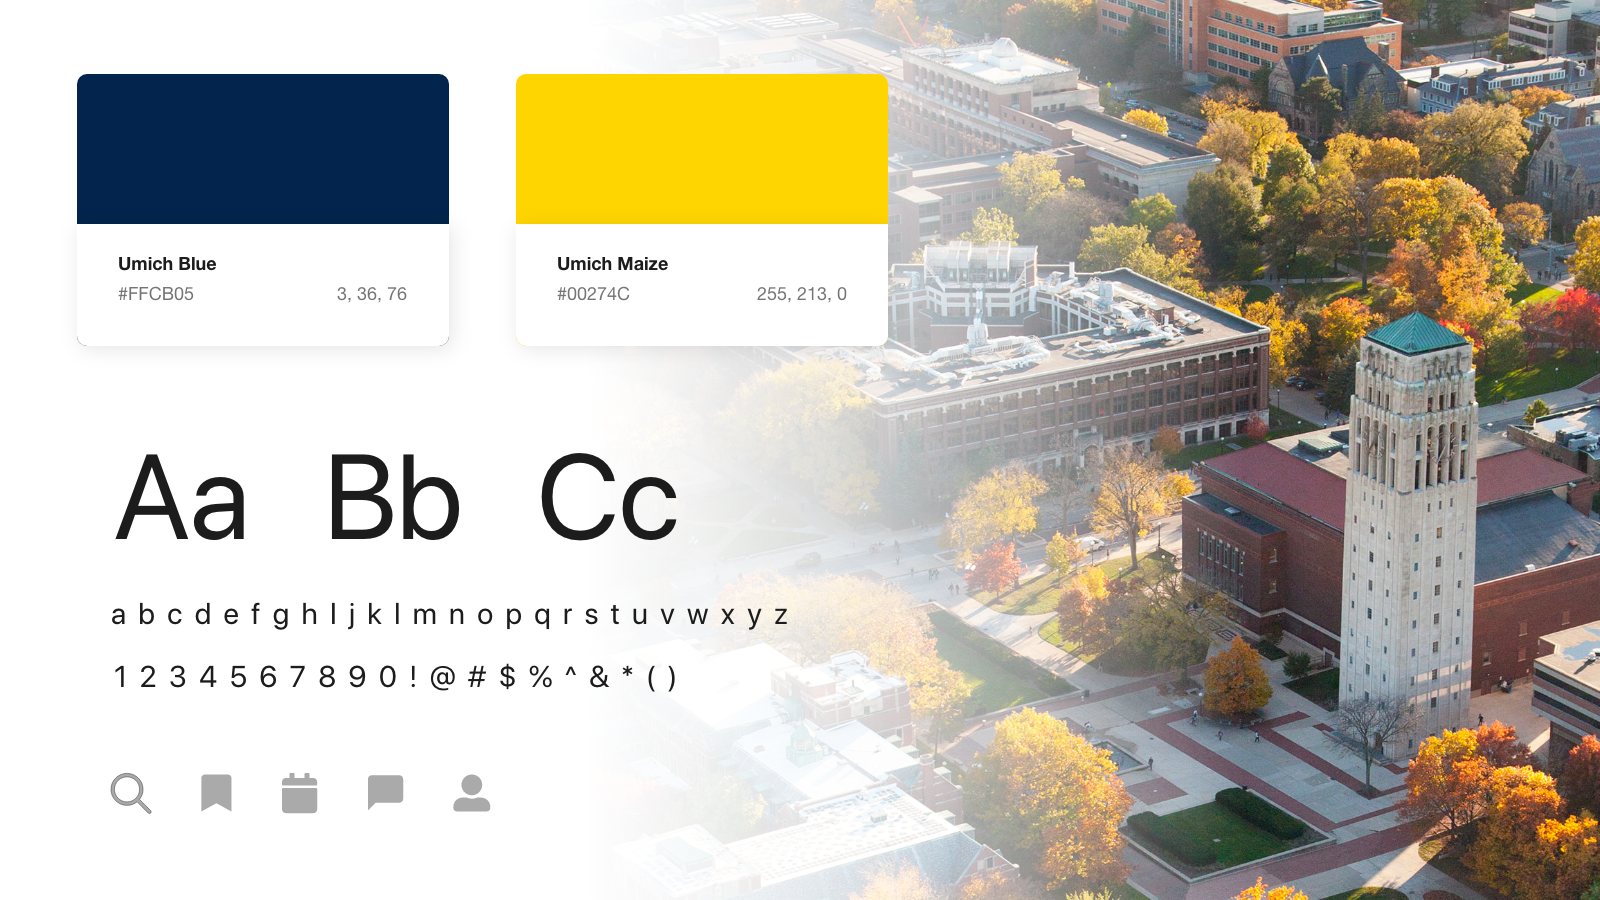 Umich Blue
#FFCB05 3, 36, 76
Umich Maize
#00274C 255, 213, 0
Aa Bb Cc
a b c d e f g h l j k l m n o p q r s t u v w x y z
1 2 3 4 5 6 7 8 9 0 ! @ # $ % ^ & * ( )